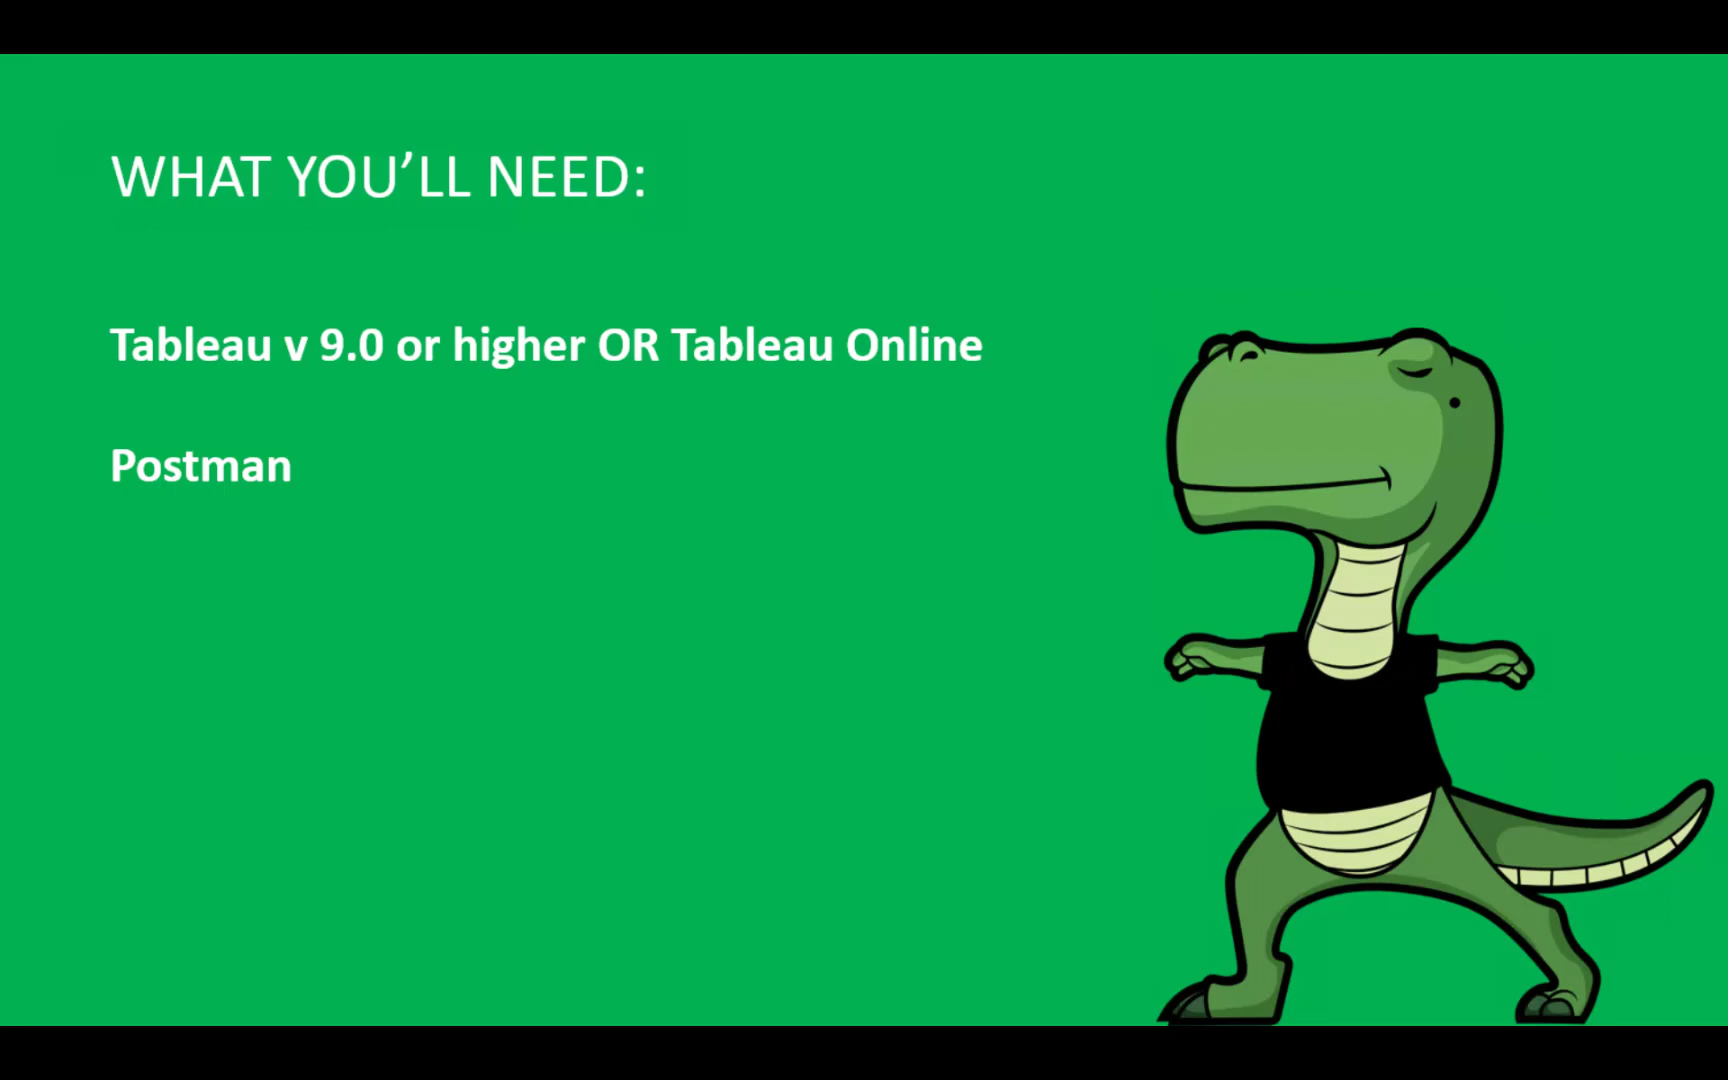 WHAT YOU’LL NEED:
Tableau v 9.0 or higher OR Tableau Online
Postman